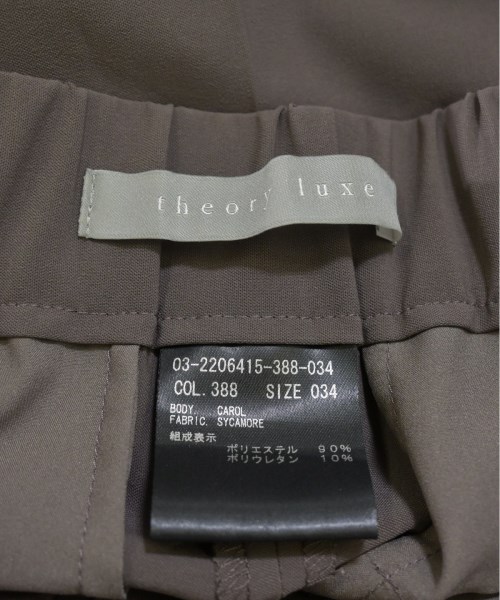 theory luxe
03-2206415-388-034
COL. 388 SIZE 034
BODY. CAROL
FABRIC. SYCAMORE
組成表示
ポリエステル 90%
ポリウレタン 10%